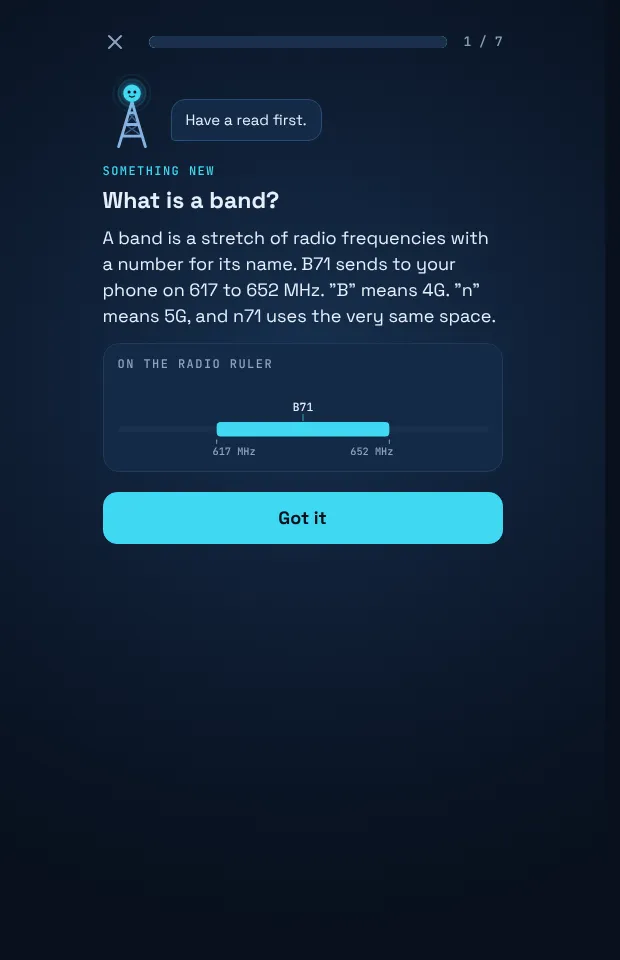 1 / 7
Have a read first.
SOMETHING NEW
What is a band?
A band is a stretch of radio frequencies with
a number for its name. B71 sends to your
phone on 617 to 652 MHz. ”B” means 4G. ”n”
means 5G, and n71 uses the very same space.
ON THE RADIO RULER
B71
617 MHz
652 MHz
Got it